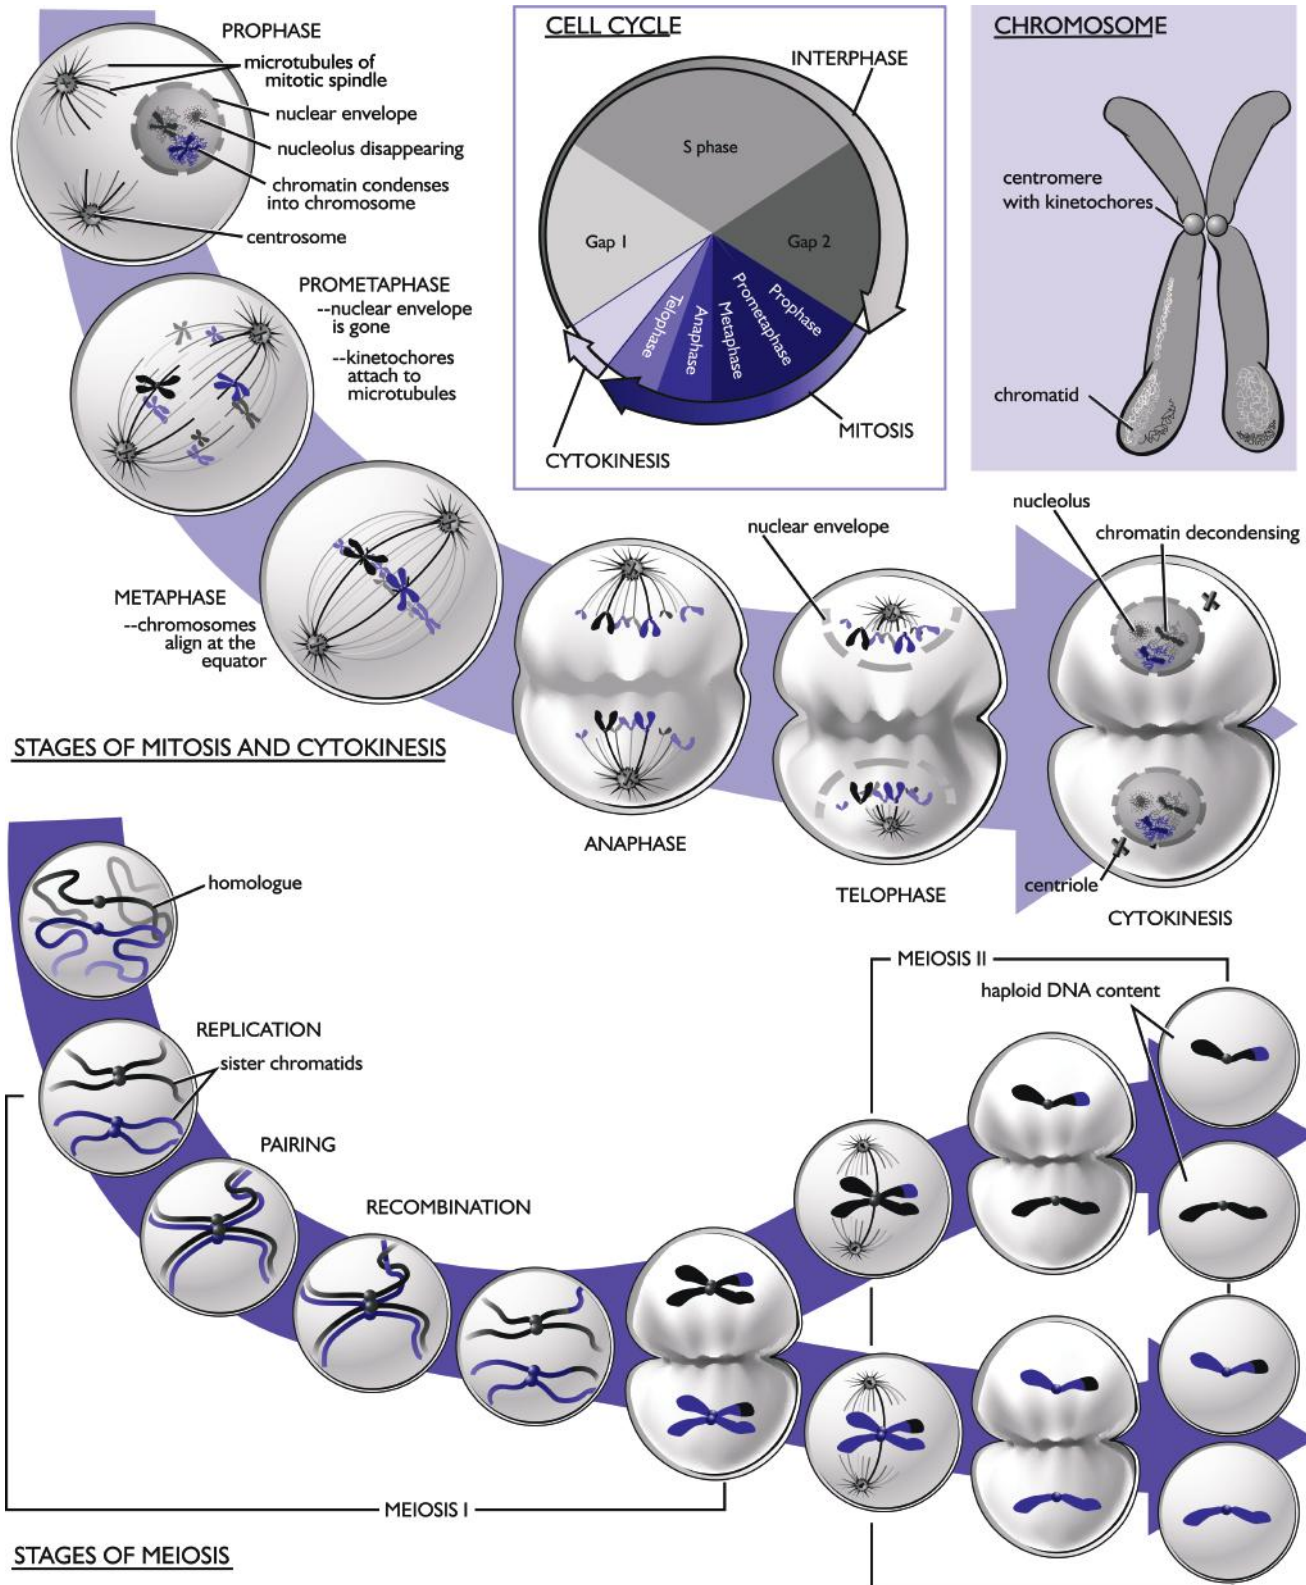 PROPHASE
microtubules of
mitotic spindle
nuclear envelope
nucleolus disappearing
chromatin condenses
into chromosome
centrosome
PROMETAPHASE
--nuclear envelope
is gone
--kinetochores
attach to
microtubules
METAPHASE
--chromosomes
align at the
equator
STAGES OF MITOSIS AND CYTOKINESIS
CELL CYCLE
INTERPHASE
S phase
Gap 1
Gap 2
Telophase
Anaphase
Metaphase
Prometaphase
Prophase
MITOSIS
CYTOKINESIS
CHROMOSOME
centromere
with kinetochores
chromatid
ANAPHASE
nuclear envelope
TELOPHASE
nucleolus
chromatin decondensing
centriole
CYTOKINESIS
homologue
REPLICATION
sister chromatids
PAIRING
RECOMBINATION
MEIOSIS I
MEIOSIS II
haploid DNA content
STAGES OF MEIOSIS